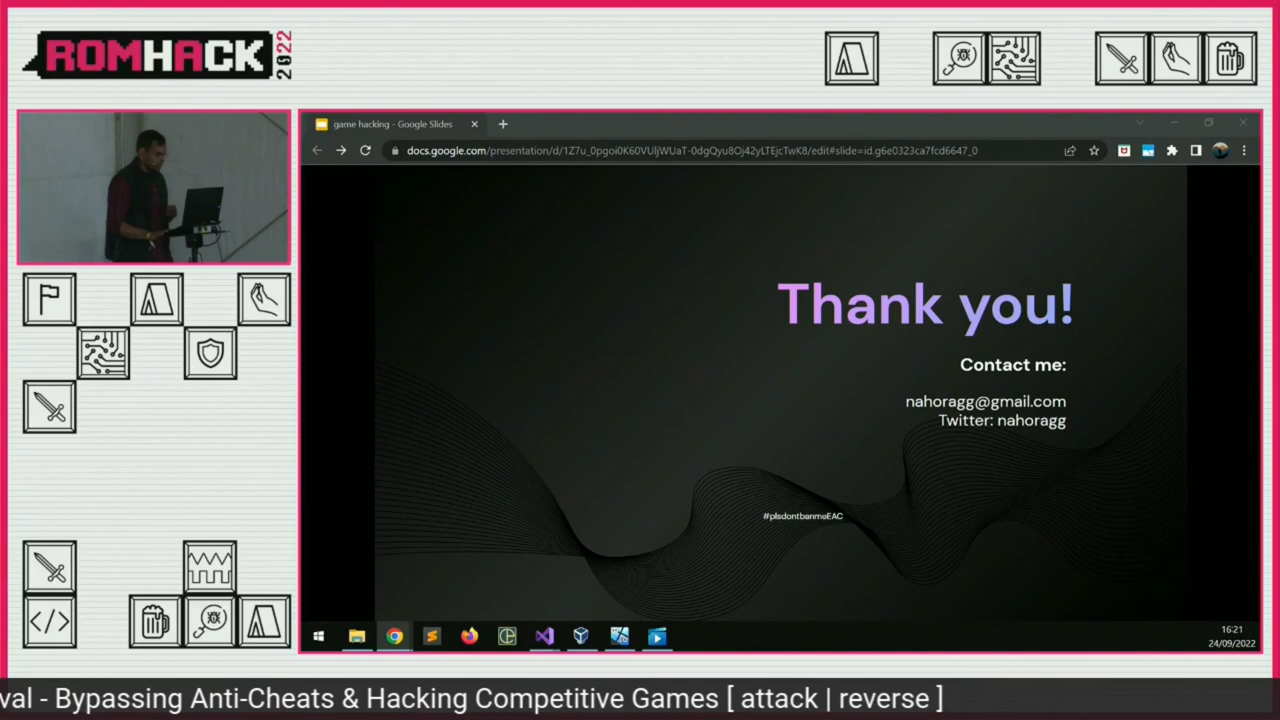 ROMHACK
2022
game hacking - Google Slides
docs.google.com/presentation/d/1Z7u_0pgoi0K60VUljWUaT-0dgQyu8Oj42yLTEjcTwK8/edit#slide=id.g6e0323ca7fcd6647_0
Thank you!
Contact me:
nahoragg@gmail.com
Twitter: nahoragg
#plsdontbanmeEAC
</>
16:21
24/09/2022
val - Bypassing Anti-Cheats & Hacking Competitive Games [ attack | reverse ]